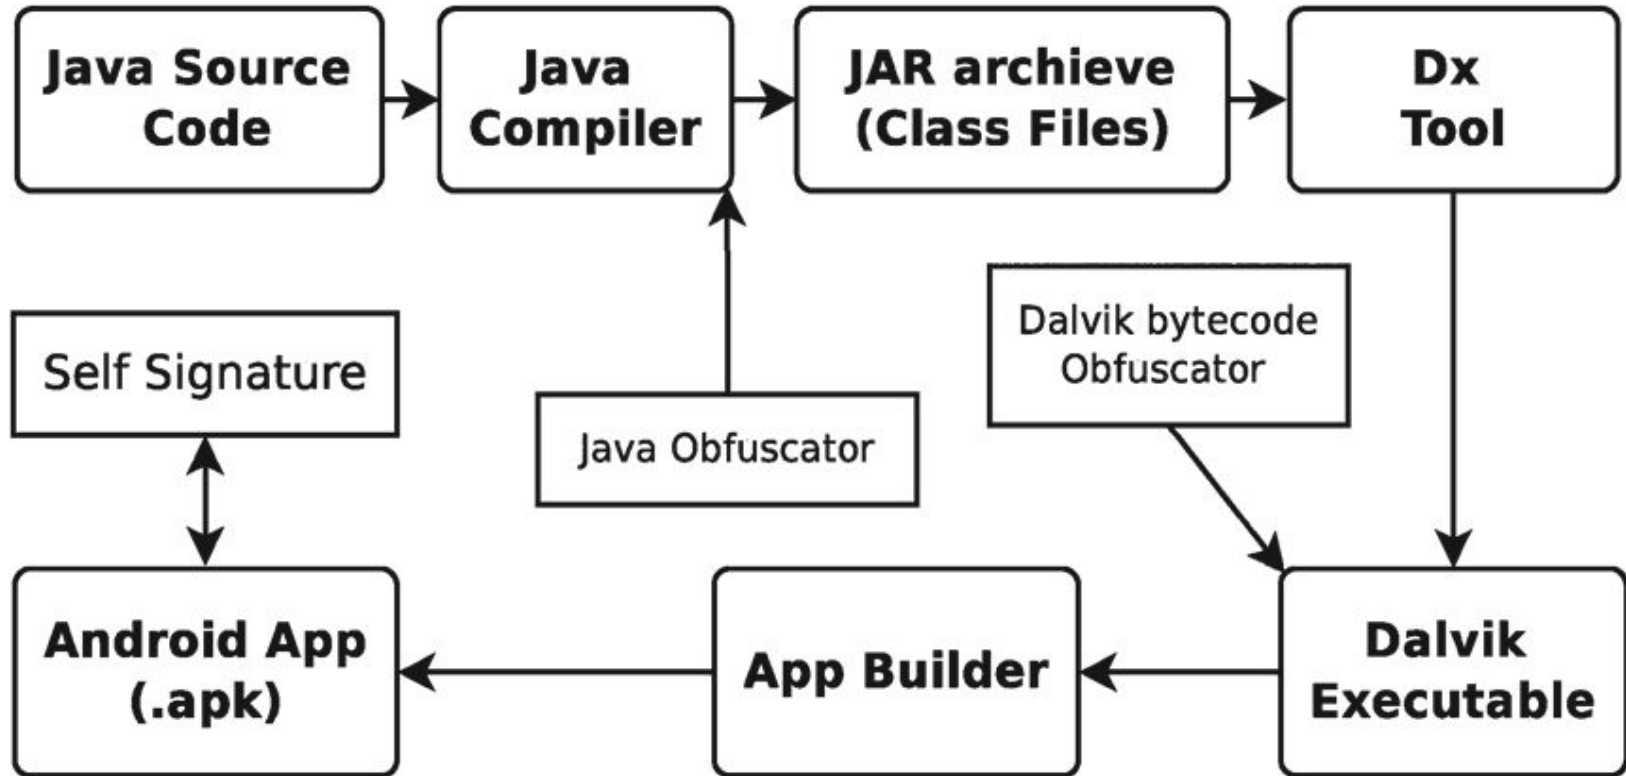 Java Source
Code
Java
Compiler
JAR archieve
(Class Files)
Dx
Tool
Self Signature
Java Obfuscator
Dalvik bytecode
Obfuscator
Android App
(.apk)
App Builder
Dalvik
Executable